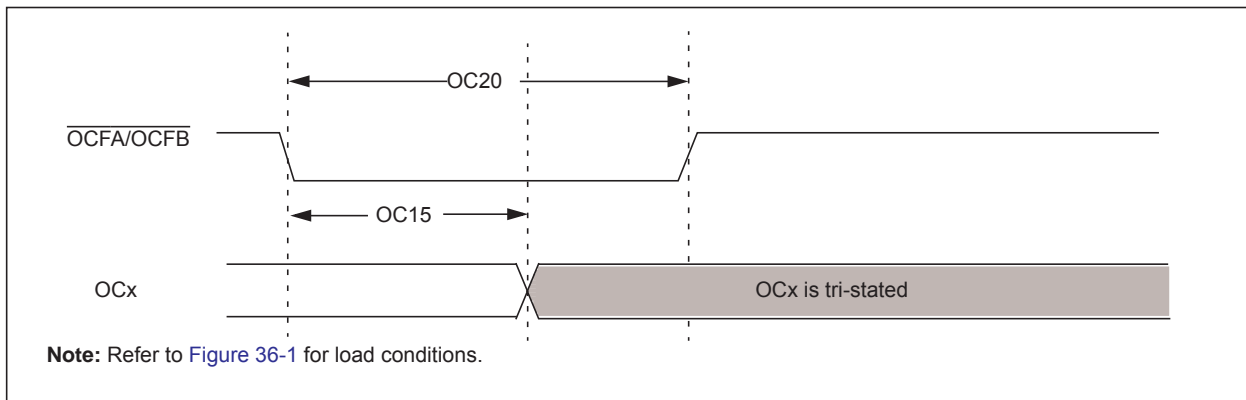 OC20
OCFA/OCFB
OC15
OCx
OCx is tri-stated
Note: Refer to Figure 36-1 for load conditions.